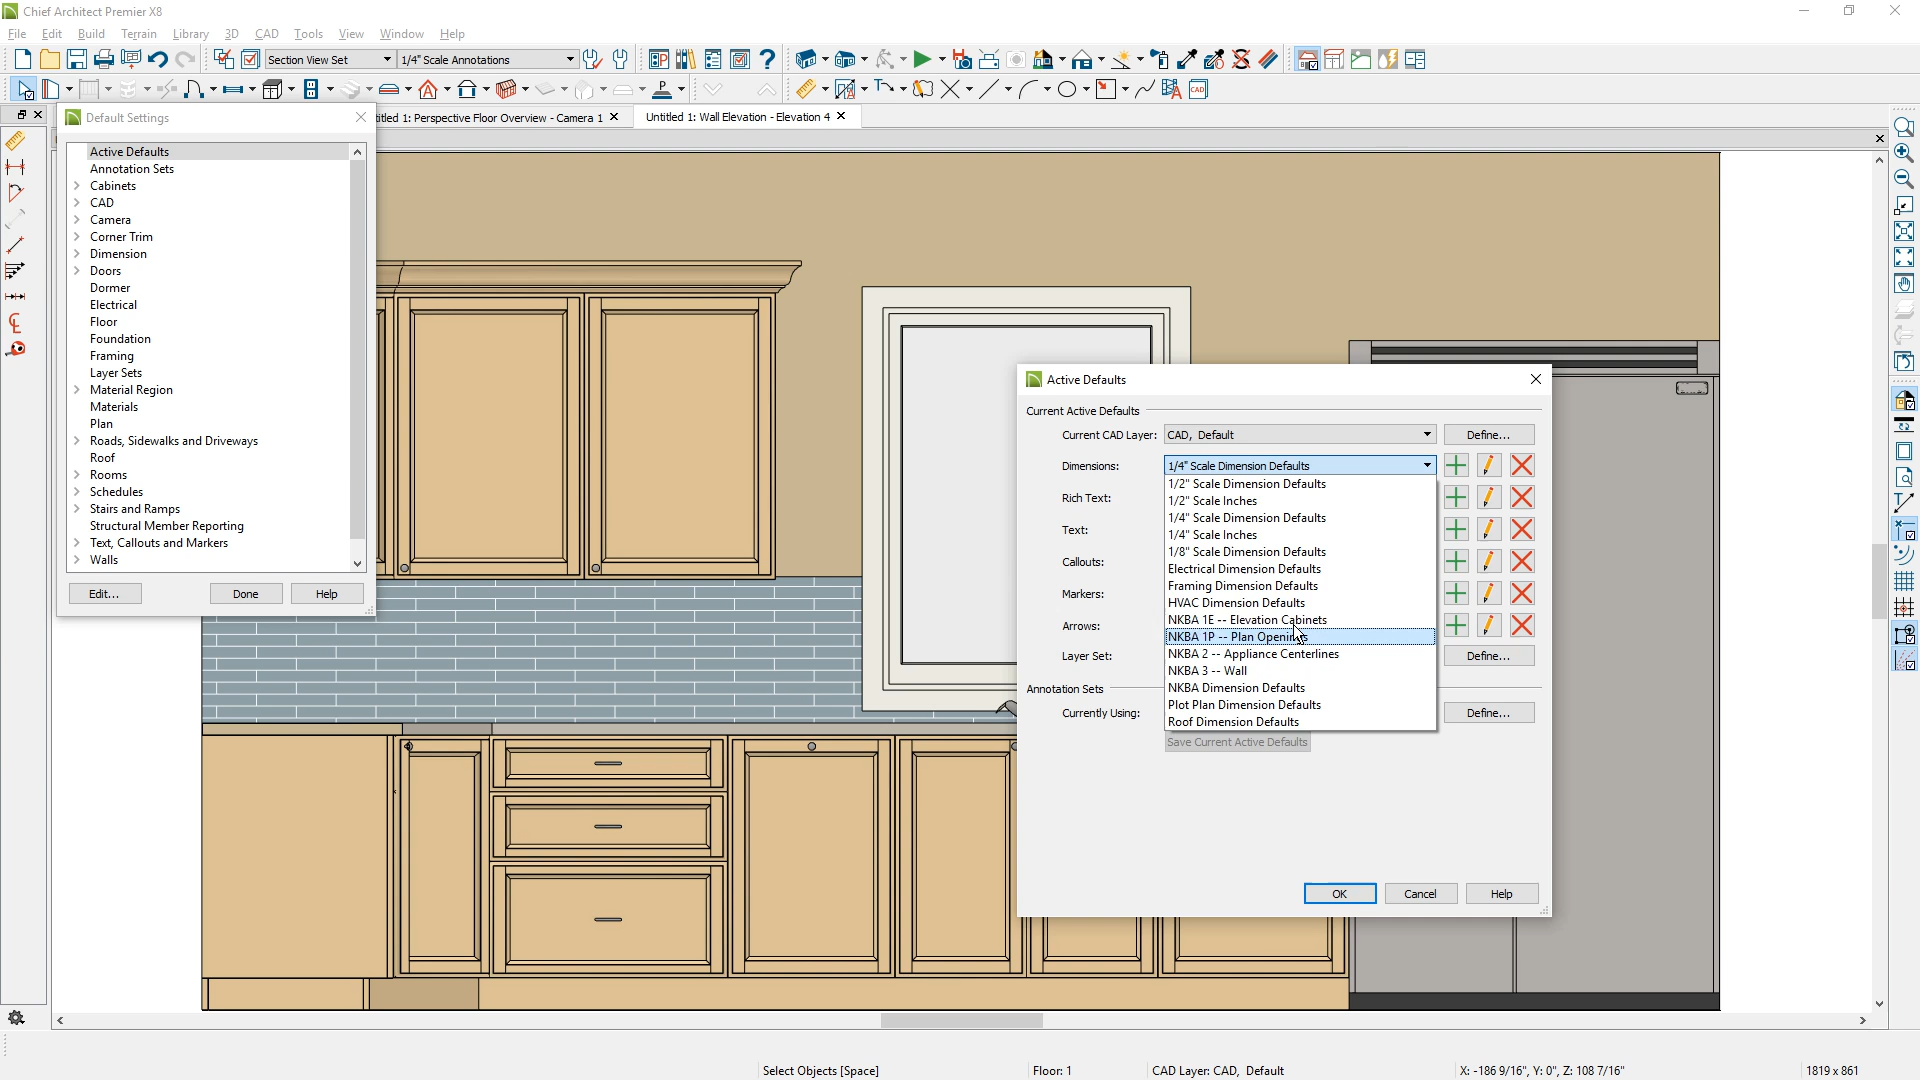 Chief Architect Premier X8
File Edit Build Terrain Library 3D CAD Tools View Window Help
Section View Set 1/4" Scale Annotations
Default Settings
Untitled 1: Wall Elevation - Elevation 4
1: Perspective Floor Overview - Camera 1
Active Defaults
Annotation Sets
Cabinets
CAD
Camera
Corner Trim
Dimension
Doors
Dormer
Electrical
Floor
Foundation
Framing
Layer Sets
Material Region
Materials
Plan
Roads, Sidewalks and Driveways
Roof
Rooms
Schedules
Stairs and Ramps
Structural Member Reporting
Text, Callouts and Markers
Walls
Edit... Done Help
Active Defaults
Current Active Defaults
Current CAD Layer: CAD, Default Define...
Dimensions: 1/4" Scale Dimension Defaults
Rich Text:
Text:
Callouts:
Markers:
Arrows:
Layer Set: Define...
1/2" Scale Dimension Defaults
1/2" Scale Inches
1/4" Scale Dimension Defaults
1/4" Scale Inches
1/8" Scale Dimension Defaults
Electrical Dimension Defaults
Framing Dimension Defaults
HVAC Dimension Defaults
NKBA 1E -- Elevation Cabinets
NKBA 1P -- Plan Openings
NKBA 2 -- Appliance Centerlines
NKBA 3 -- Wall
NKBA Dimension Defaults
Plot Plan Dimension Defaults
Roof Dimension Defaults
Annotation Sets
Currently Using: Define...
Save Current Active Defaults
OK Cancel Help
Select Objects [Space] Floor: 1 CAD Layer: CAD, Default X: -186 9/16", Y: 0", Z: 108 7/16" 1819 x 861